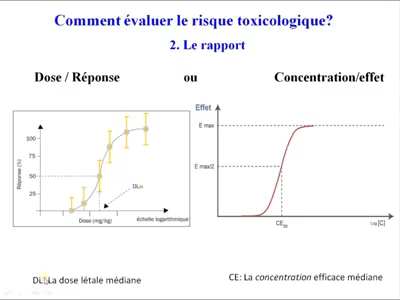 Comment évaluer le risque toxicologique?
2. Le rapport
Dose / Réponse ou Concentration/effet
Réponse (%)
100
75
50
25
0
DL₅₀
Dose (mg/kg)
échelle logarithmique
Effet
E max
E max/2
CE₅₀
Log [C]
DL: La dose létale médiane
CE: La concentration efficace médiane